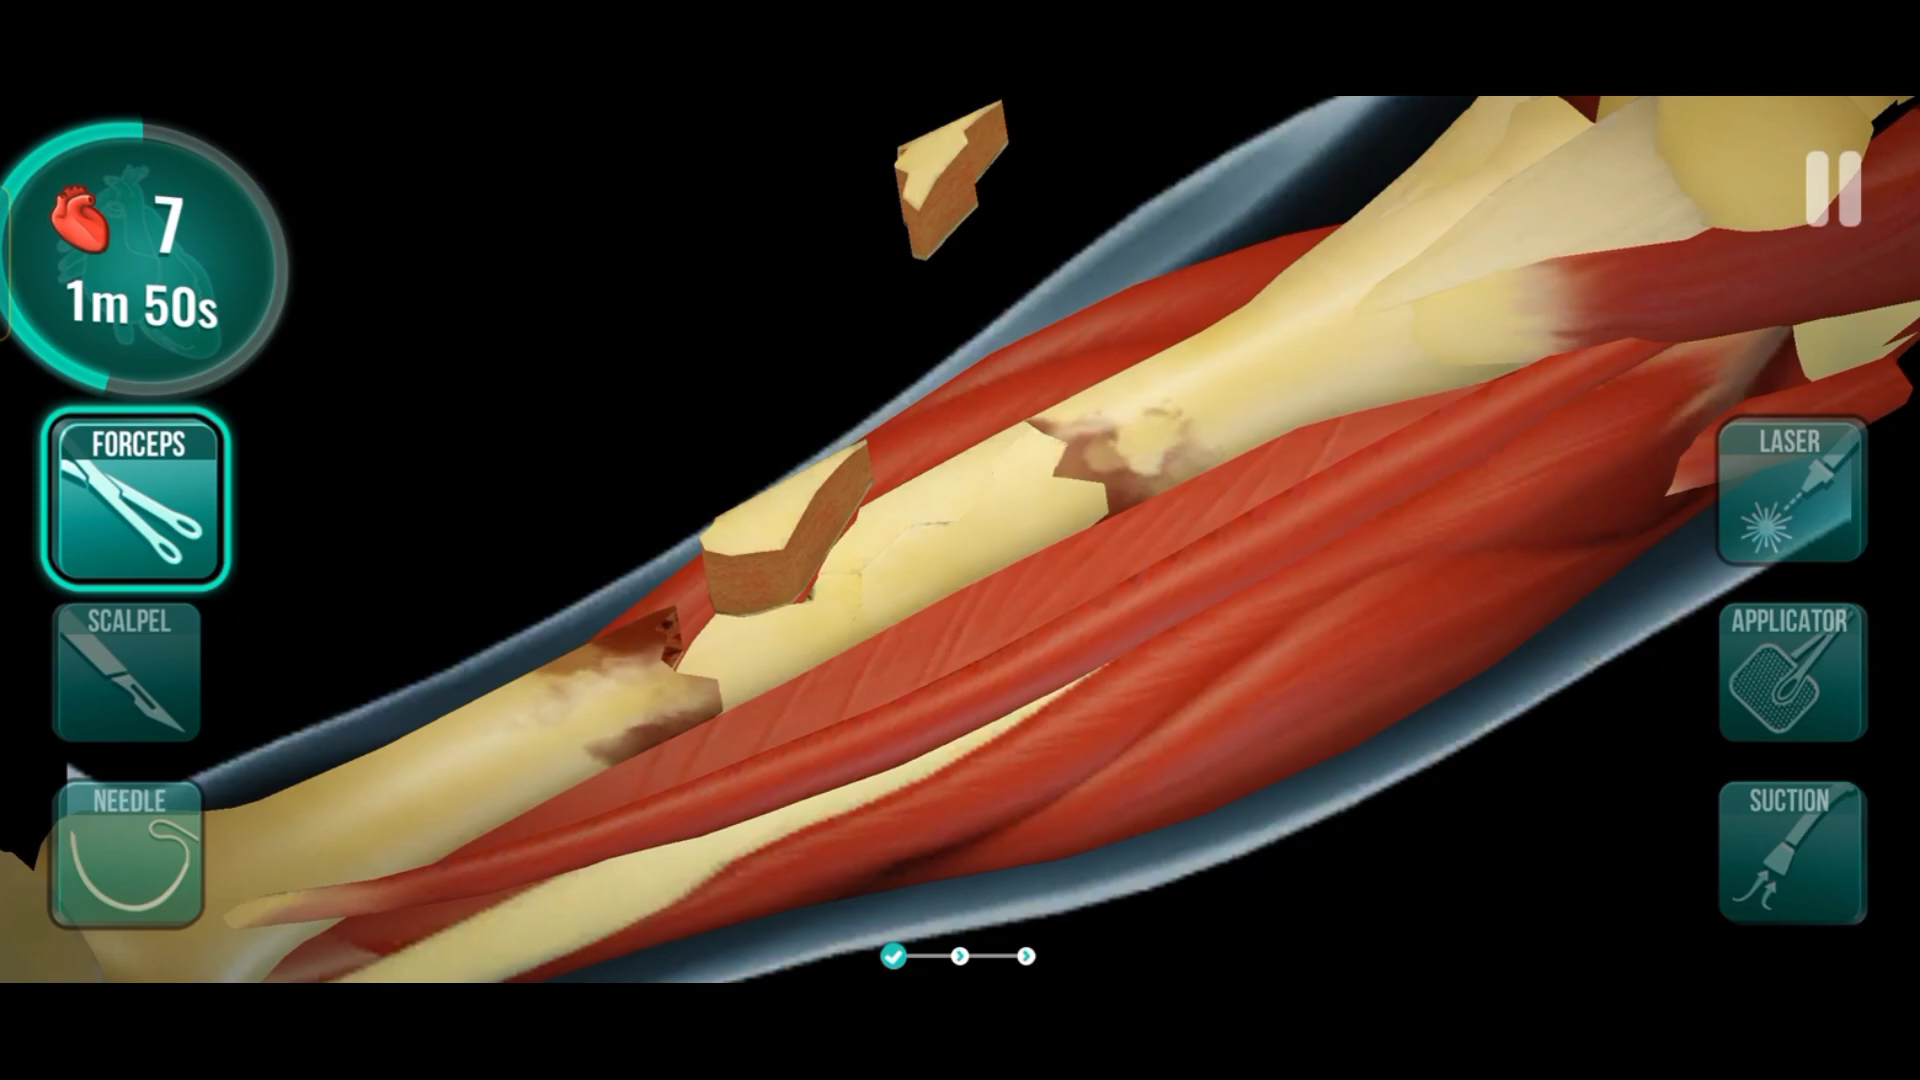 7
1m 50s
FORCEPS
SCALPEL
NEEDLE
LASER
APPLICATOR
SUCTION